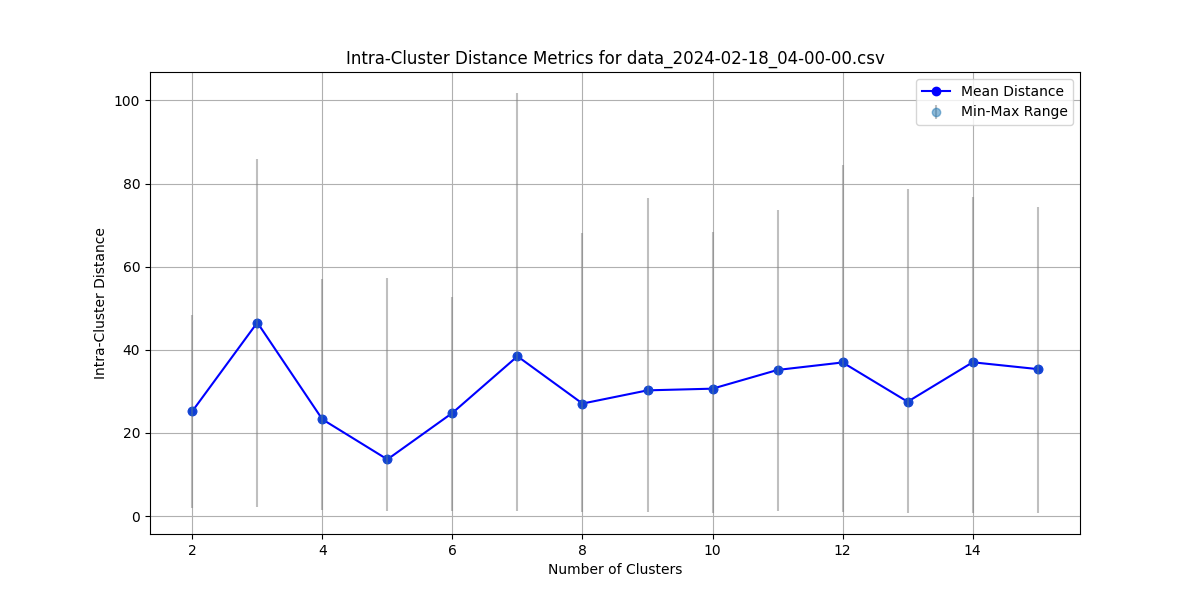 Intra-Cluster Distance Metrics for data_2024-02-18_04-00-00.csv
Mean Distance
Min-Max Range
100
80
60
40
20
0
Intra-Cluster Distance
2 4 6 8 10 12 14
Number of Clusters